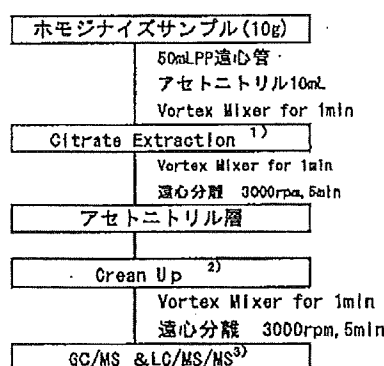 ホモジナイズサンプル(10g)
50mLPP遠心管
アセトニトリル10mL
Vortex Mixer for 1min
Citrate Extraction 1)
Vortex Mixer for 1min
遠心分離 3000rpm,5min
アセトニトリル層
Crean Up 2)
Vortex Mixer for 1min
遠心分離 3000rpm,5min
GC/MS &LC/MS/MS3)